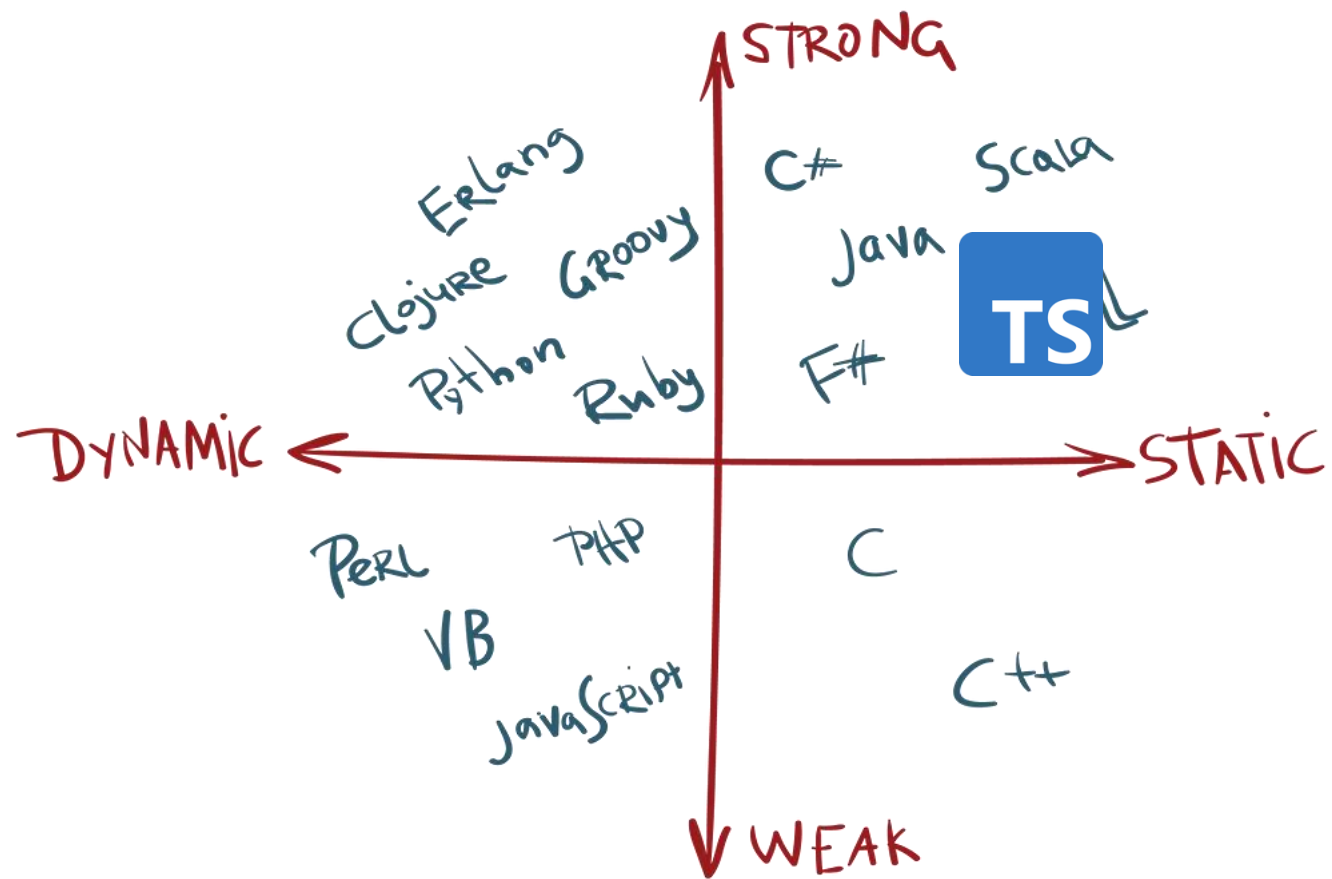 STRONG
Erlang
C#
Scala
Groovy
Java
Clojure
TS
Python
F#
Ruby
DYNAMIC
STATIC
Perl
PHP
C
VB
JavaScript
C++
WEAK